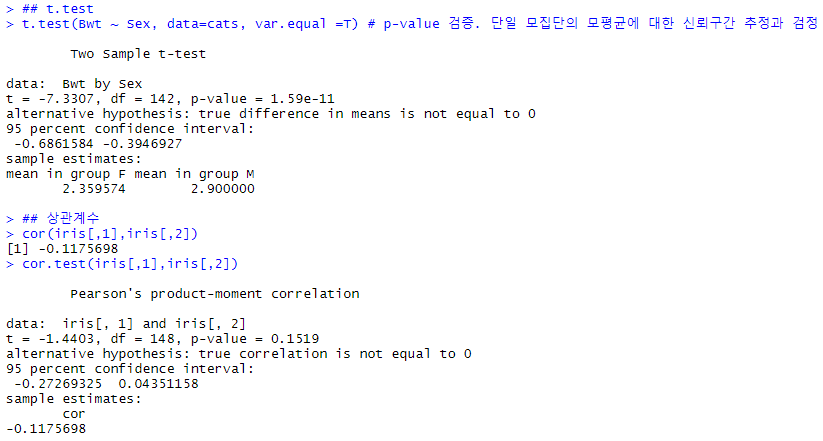 > ## t.test
> t.test(Bwt ~ Sex, data=cats, var.equal =T) # p-value 검증. 단일 모집단의 모평균에 대한 신뢰구간 추정과 검정
Two Sample t-test
data:  Bwt by Sex
t = -7.3307, df = 142, p-value = 1.59e-11
alternative hypothesis: true difference in means is not equal to 0
95 percent confidence interval:
 -0.6861584 -0.3946927
sample estimates:
mean in group F mean in group M
       2.359574        2.900000
> ## 상관계수
> cor(iris[,1],iris[,2])
[1] -0.1175698
> cor.test(iris[,1],iris[,2])
Pearson's product-moment correlation
data:  iris[, 1] and iris[, 2]
t = -1.4403, df = 148, p-value = 0.1519
alternative hypothesis: true correlation is not equal to 0
95 percent confidence interval:
 -0.27269325  0.04351158
sample estimates:
       cor
-0.1175698